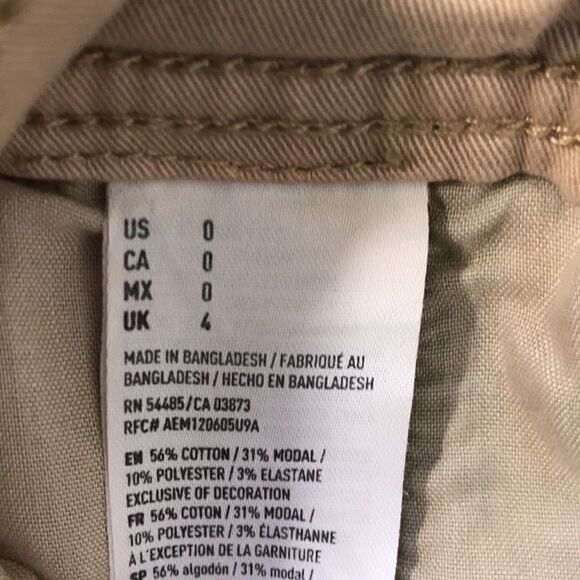 US 0
CA 0
MX 0
UK 4
MADE IN BANGLADESH / FABRIQUÉ AU
BANGLADESH / HECHO EN BANGLADESH
RN 54485/CA 03873
RFC# AEM120605U9A
EN 56% COTTON / 31% MODAL /
10% POLYESTER / 3% ELASTANE
EXCLUSIVE OF DECORATION
FR 56% COTON / 31% MODAL /
10% POLYESTER / 3% ÉLASTHANNE
À L'EXCEPTION DE LA GARNITURE
SP 56% algodón / 31% modal /